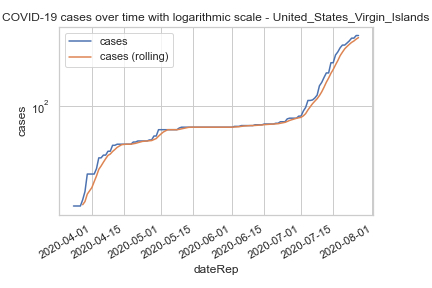 COVID-19 cases over time with logarithmic scale - United_States_Virgin_Islands
cases
cases (rolling)
cases
10²
2020-04-01
2020-04-15
2020-05-01
2020-05-15
2020-06-01
2020-06-15
2020-07-01
2020-07-15
2020-08-01
dateRep